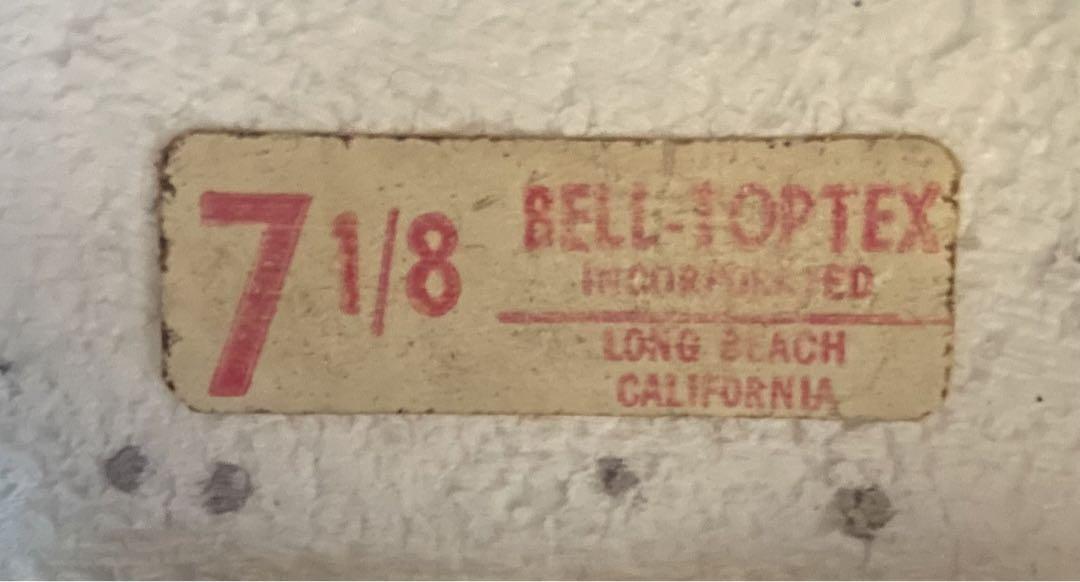 7 1/8
BELL-TOPTEX
INCORPORATED
LONG BEACH
CALIFORNIA